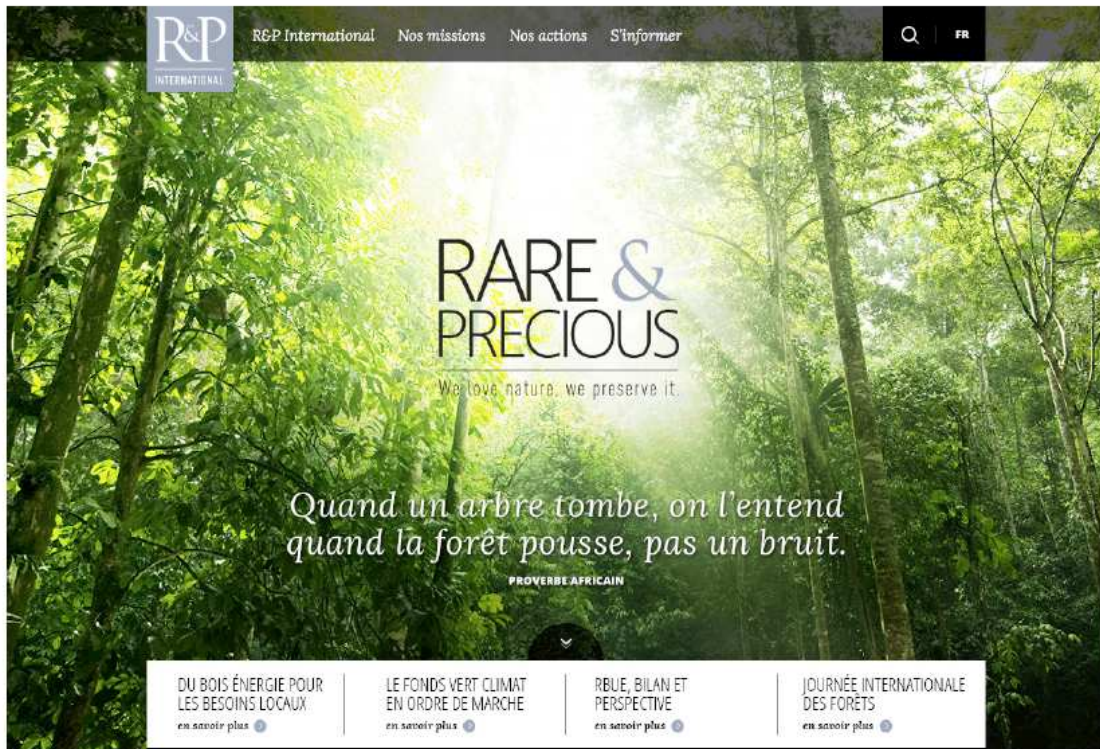 R&P
INTERNATIONAL
R&P International
Nos missions
Nos actions
S'informer
FR
RARE &
PRECIOUS
We love nature, we preserve it.
Quand un arbre tombe, on l'entend
quand la forêt pousse, pas un bruit.
PROVERBE AFRICAIN
DU BOIS ÉNERGIE POUR
LES BESOINS LOCAUX
en savoir plus
LE FONDS VERT CLIMAT
EN ORDRE DE MARCHE
en savoir plus
RBUE, BILAN ET
PERSPECTIVE
en savoir plus
JOURNÉE INTERNATIONALE
DES FORÊTS
en savoir plus